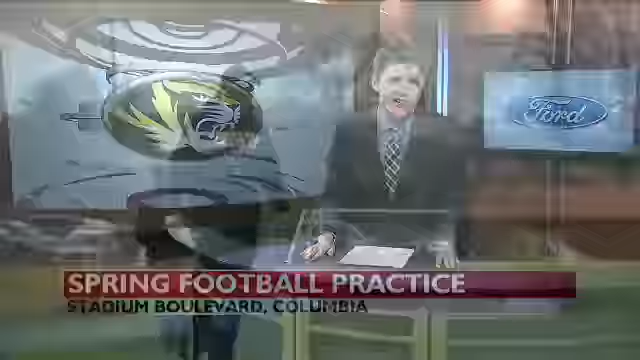 Ford
SPRING FOOTBALL PRACTICE
STADIUM BOULEVARD, COLUMBIA